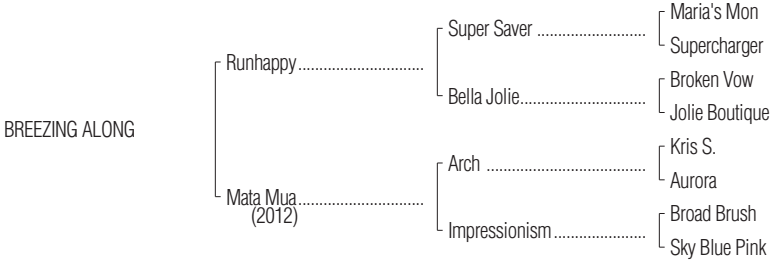 Maria's Mon
Super Saver ..........................
Supercharger
Runhappy..............................
Broken Vow
Bella Jolie..............................
Jolie Boutique
BREEZING ALONG
Kris S.
Arch ......................................
Aurora
Mata Mua..............................
(2012)
Broad Brush
Impressionism ......................
Sky Blue Pink